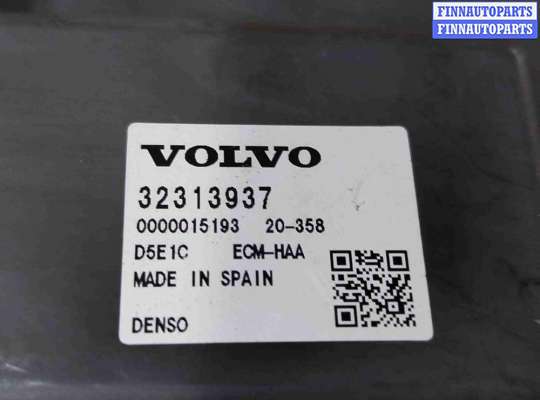 FINNAUTOPARTS
FINNAUTOPARTS
VOLVO
32313937
0000015193 20-358
D5E1C ECM-HAA
MADE IN SPAIN
DENSO